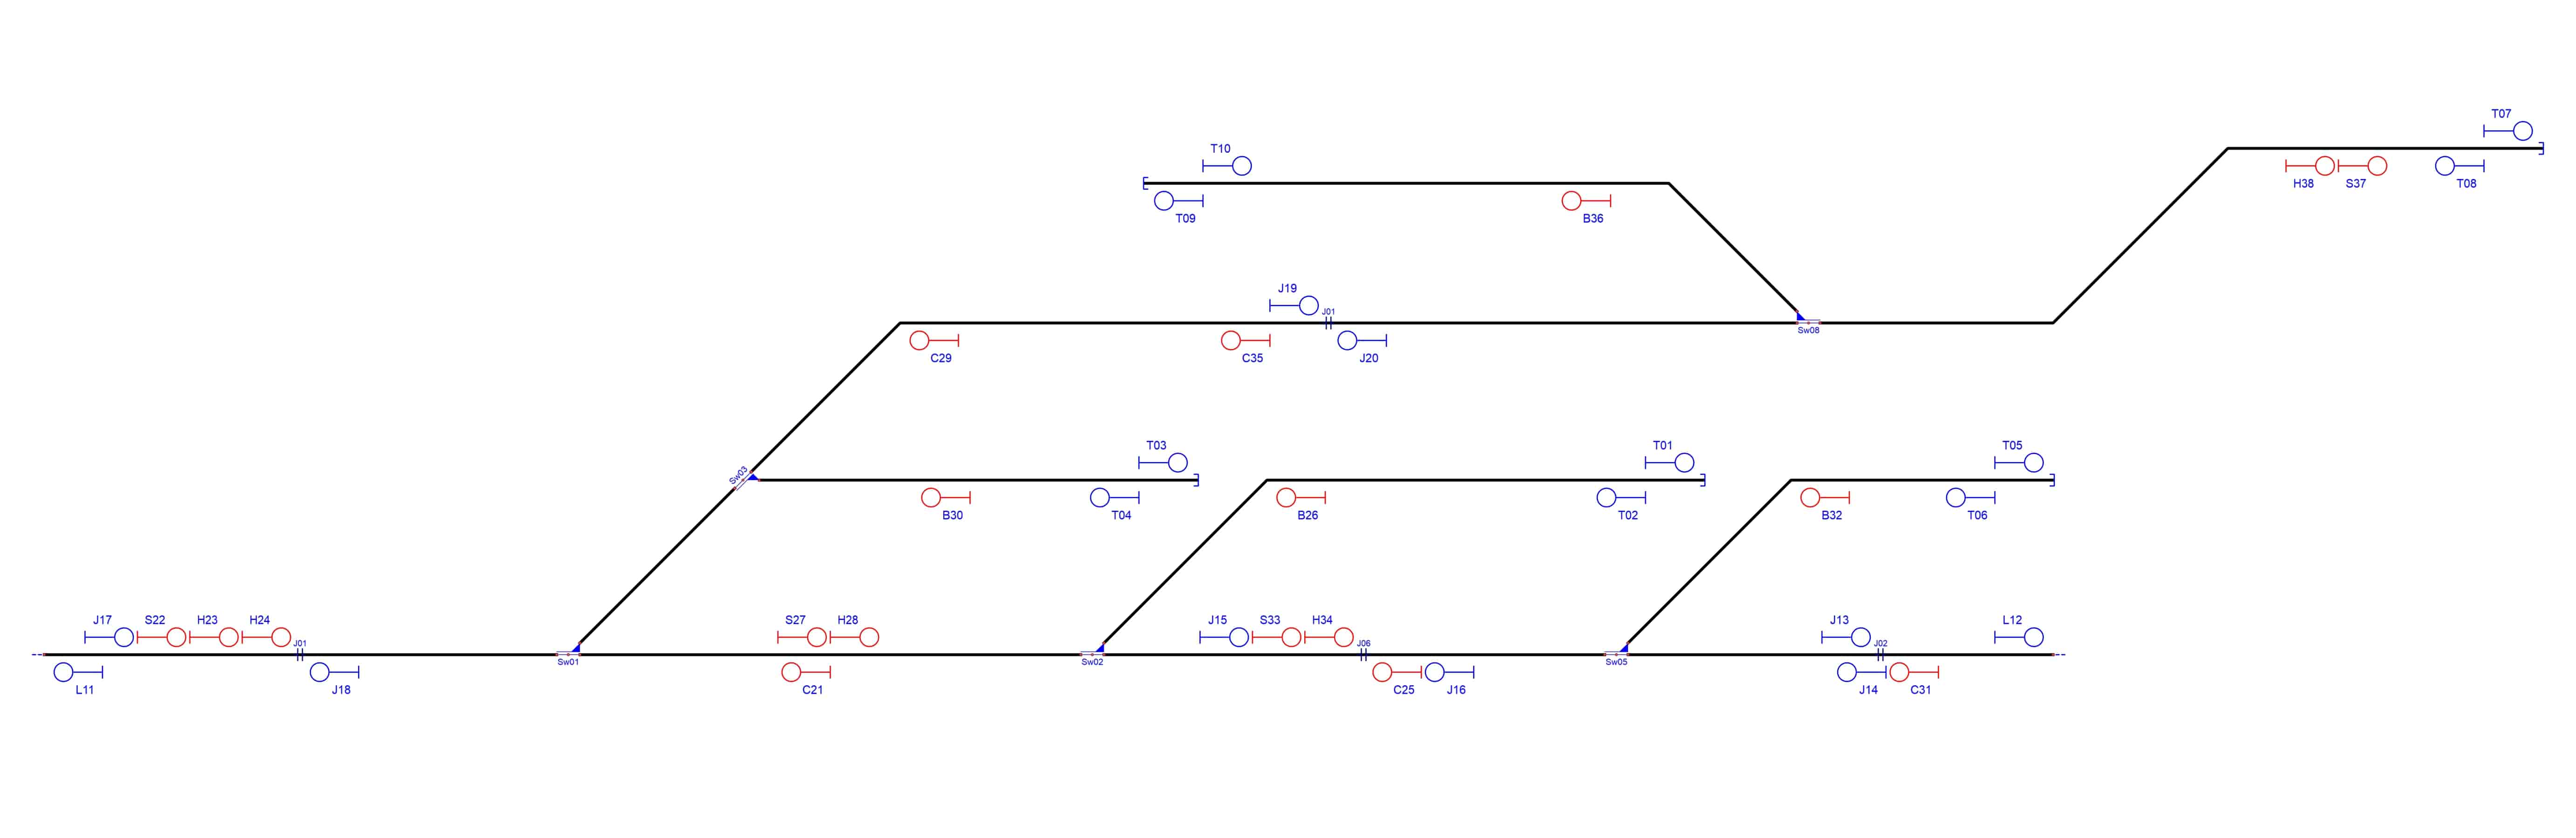 T07
T10
H38 S37 T08
T09 B36
J19
J01
Sw08
C29 C35 J20
T03 T01 T05
Sw03
B30 T04 B26 T02 B32 T06
J17 S22 H23 H24 S27 H28 J15 S33 H34 J13 L12
J01 J06 J02
Sw01 Sw02 Sw05
L11 J18 C21 C25 J16 J14 C31